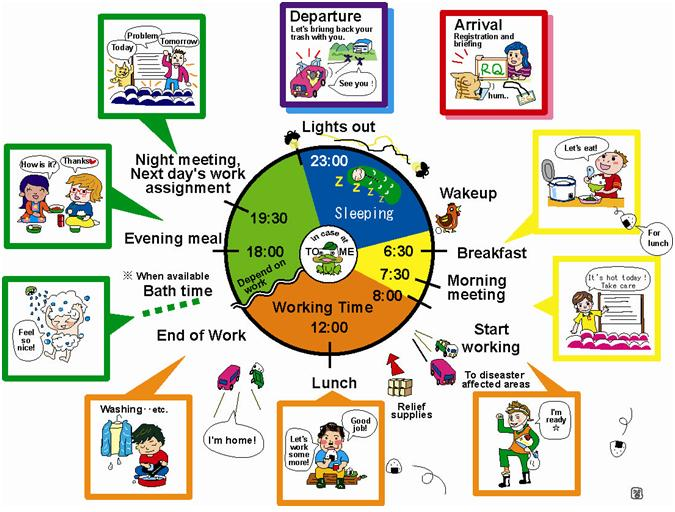 Problem
Today
Tomorrow
Departure
Let's briung back your
trash with you.
See you !
Arrival
Registration and
briefing
RQ
hum..
Lights out
Night meeting,
Next day's work
assignment
23:00
Z Z Z Z
Sleeping
Wakeup
Let's eat!
For
lunch
How is it?
Thanks
19:30
Evening meal
18:00
in case at
TOME
6:30
Breakfast
Depend on
work
7:30
Morning
meeting
8:00
It's hot today!
Take care
※ When available
Bath time
Feel
so
nice!
Working Time
12:00
End of Work
Start
working
Lunch
To diseaster
affected areas
Relief
supplies
Washing‥etc.
I'm home!
Good
job!
Let's
work
some
more!
I'm
ready
☆